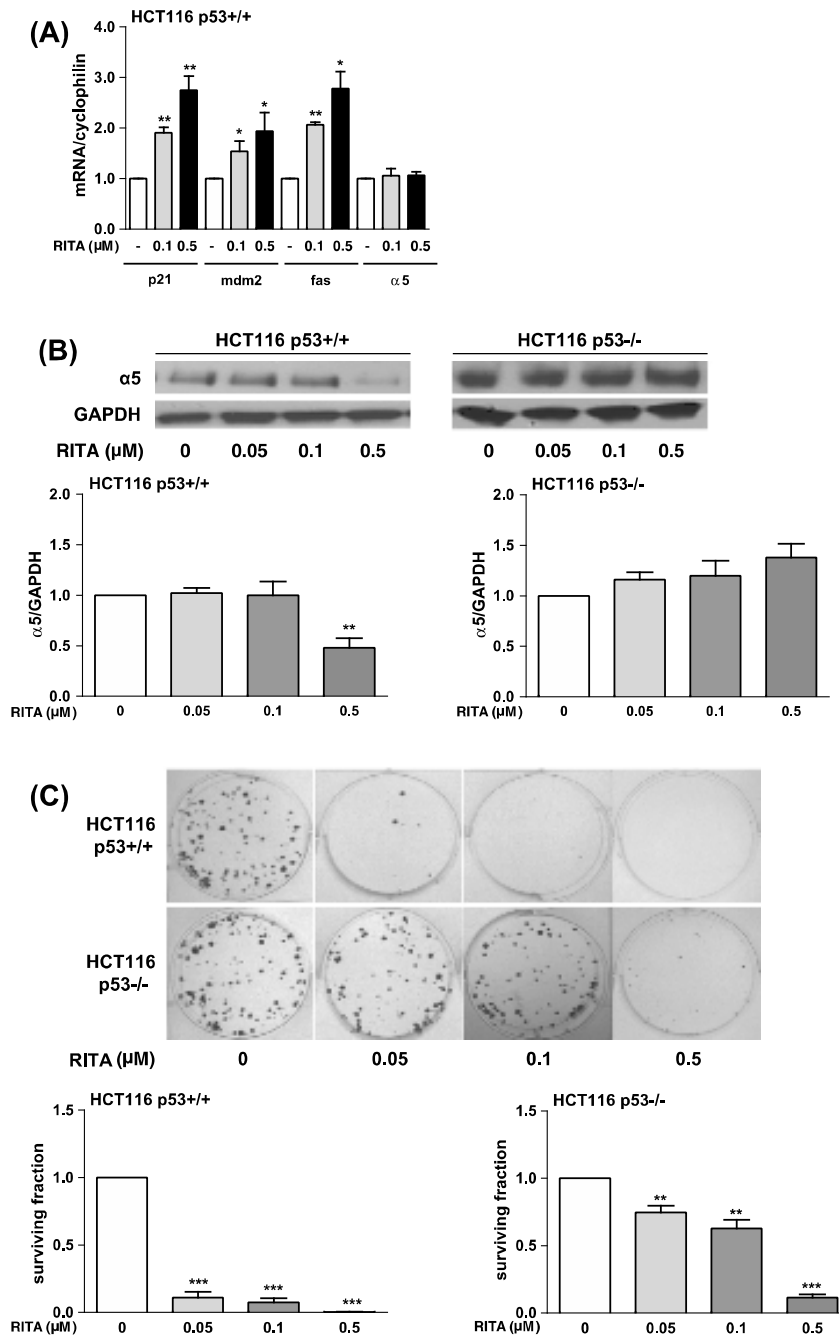 (A)
HCT116 p53+/+
mRNA/cyclophilin
4.0
3.0
2.0
1.0
0.0
** ** * * ** *
RITA (µM) - 0.1 0.5 - 0.1 0.5 - 0.1 0.5 - 0.1 0.5
p21 mdm2 fas α5
(B)
HCT116 p53+/+ HCT116 p53-/-
α5
GAPDH
RITA (µM) 0 0.05 0.1 0.5 0 0.05 0.1 0.5
HCT116 p53+/+
α5/GAPDH
2.0
1.5
1.0
0.5
0.0
**
RITA (µM) 0 0.05 0.1 0.5
HCT116 p53-/-
α5/GAPDH
2.0
1.5
1.0
0.5
0.0
RITA (µM) 0 0.05 0.1 0.5
(C)
HCT116
p53+/+
HCT116
p53-/-
RITA (µM) 0 0.05 0.1 0.5
HCT116 p53+/+
surviving fraction
1.5
1.0
0.5
0.0
*** *** ***
RITA (µM) 0 0.05 0.1 0.5
HCT116 p53-/-
surviving fraction
1.5
1.0
0.5
0.0
** ** ***
RITA (µM) 0 0.05 0.1 0.5